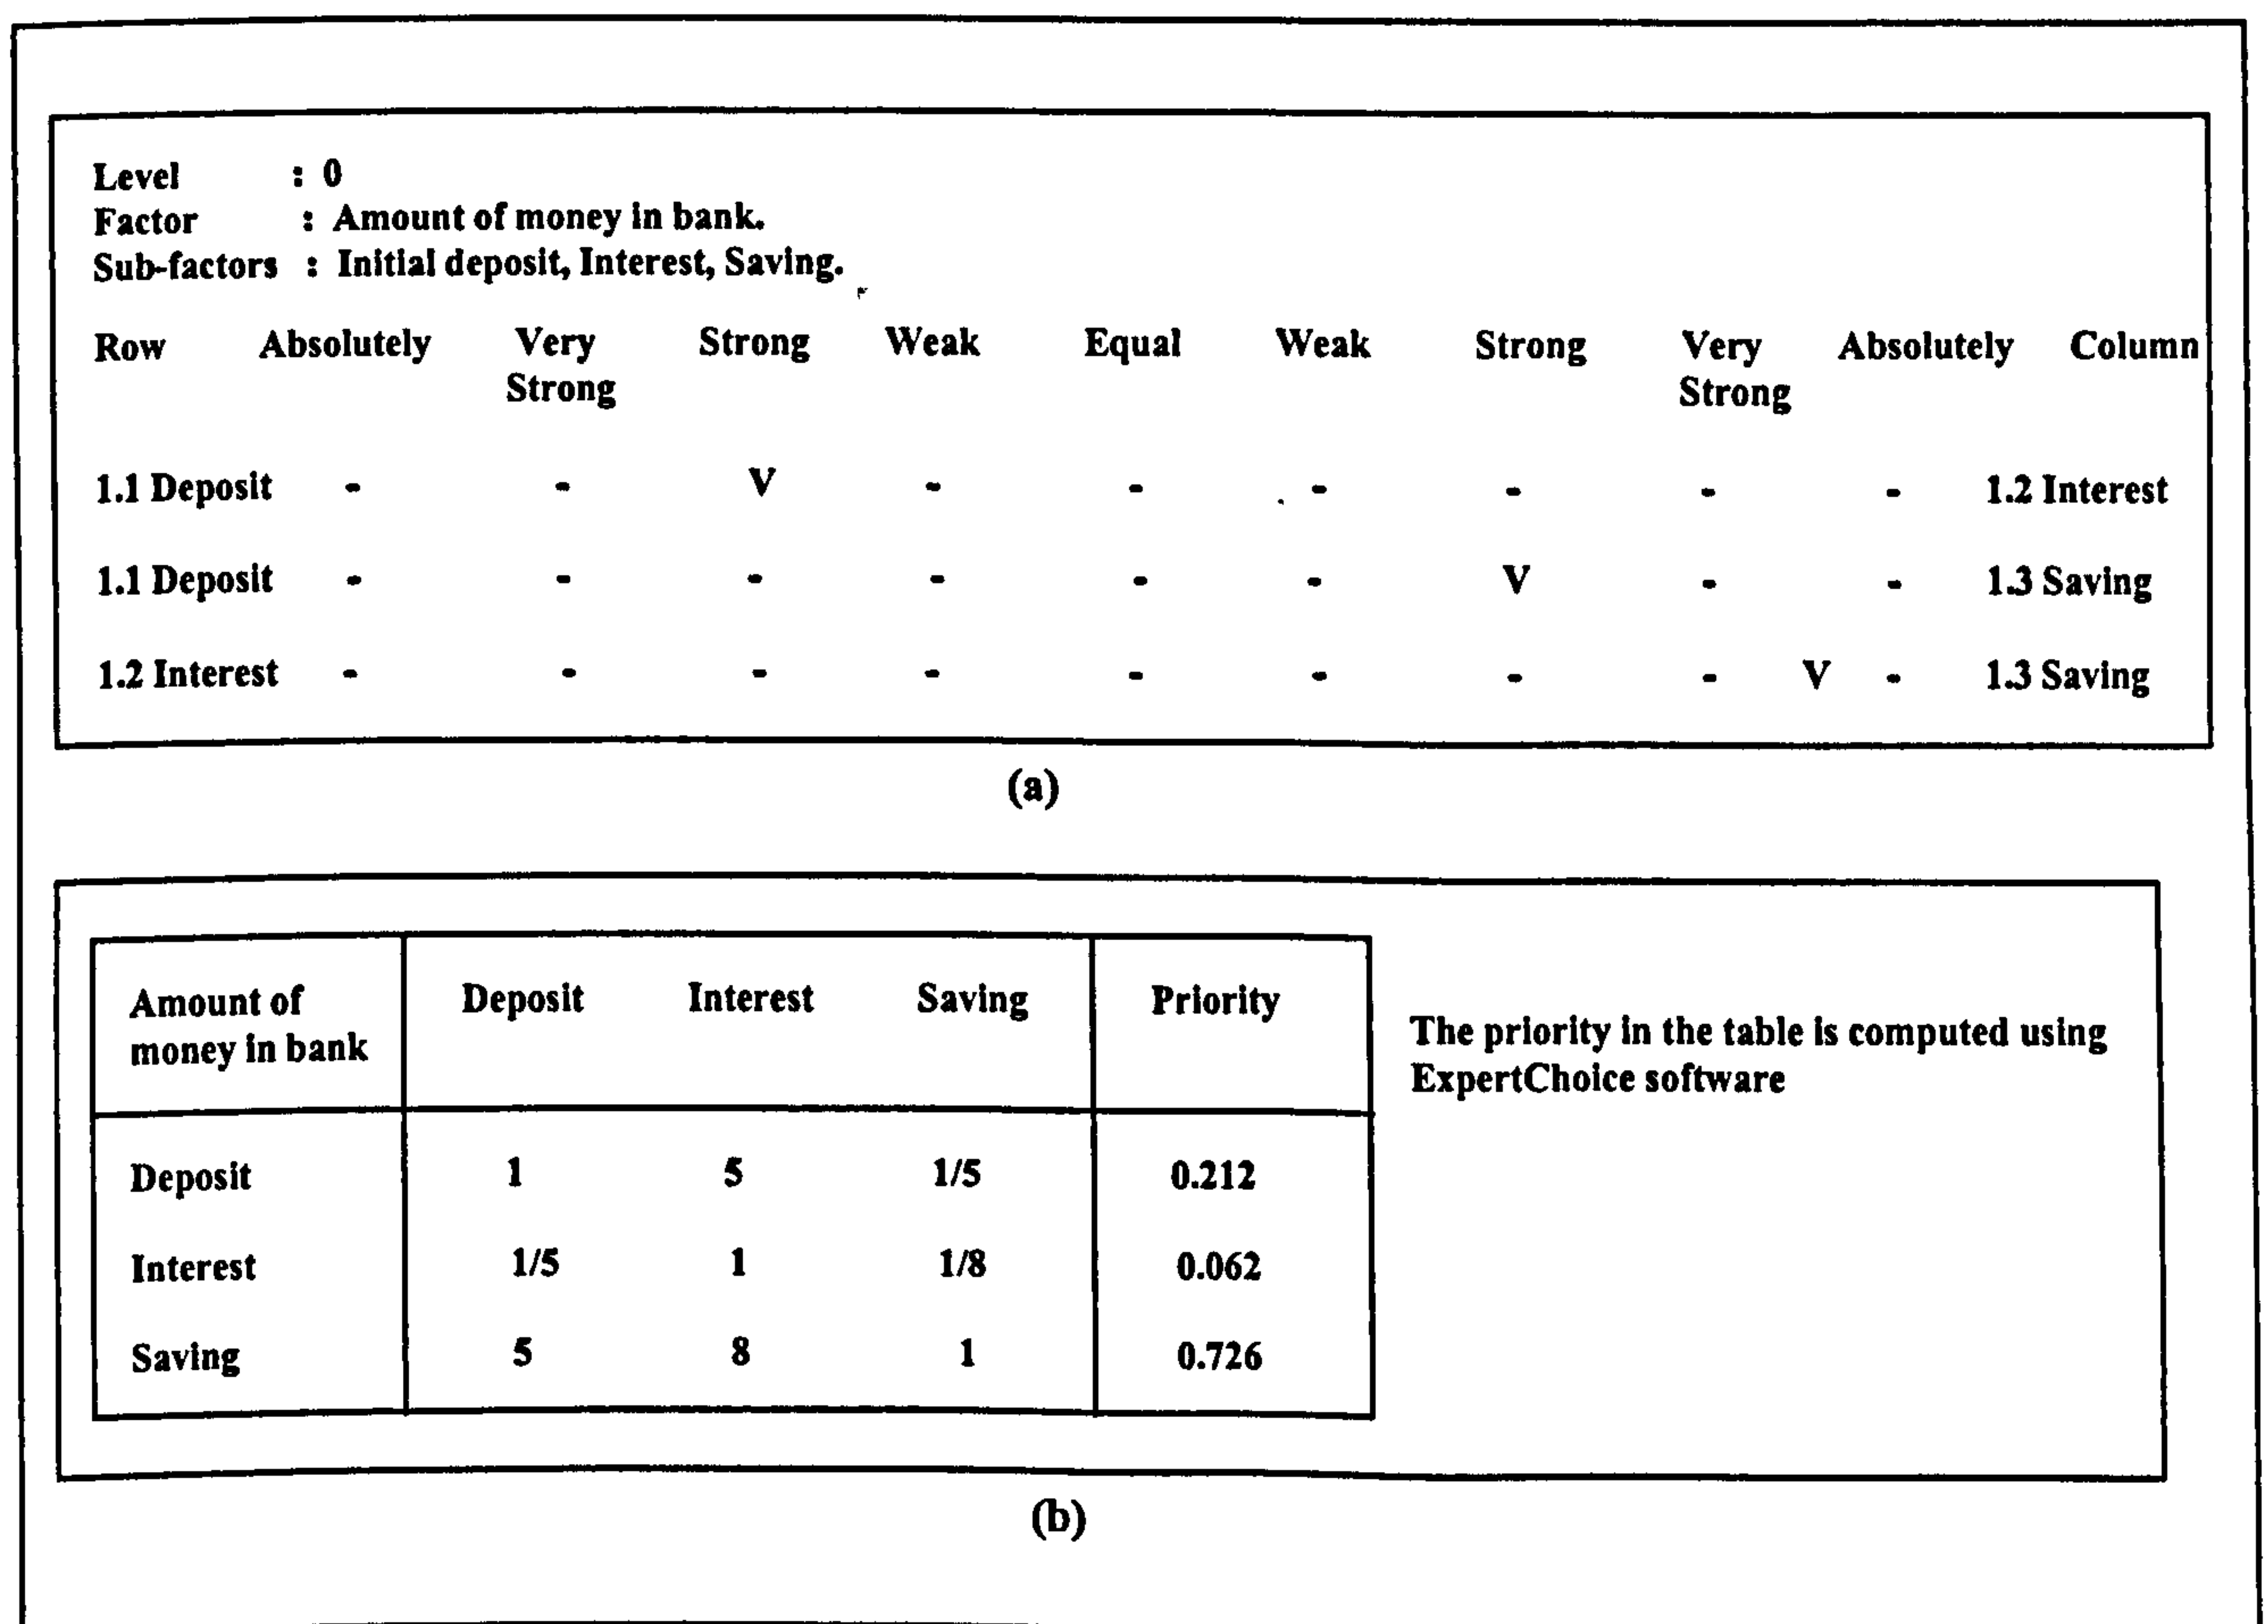 Level : 0
Factor : Amount of money in bank.
Sub-factors : Initial deposit, Interest, Saving.
Row Absolutely Very Strong Strong Weak Equal Weak Strong Very Strong Absolutely Column
1.1 Deposit - - V - - - - - - 1.2 Interest
1.1 Deposit - - - - - - V - - 1.3 Saving
1.2 Interest - - - - - - - - V - 1.3 Saving
(a)
Amount of money in bank Deposit Interest Saving Priority
Deposit 1 5 1/5 0.212
Interest 1/5 1 1/8 0.062
Saving 5 8 1 0.726
The priority in the table is computed using
ExpertChoice software
(b)